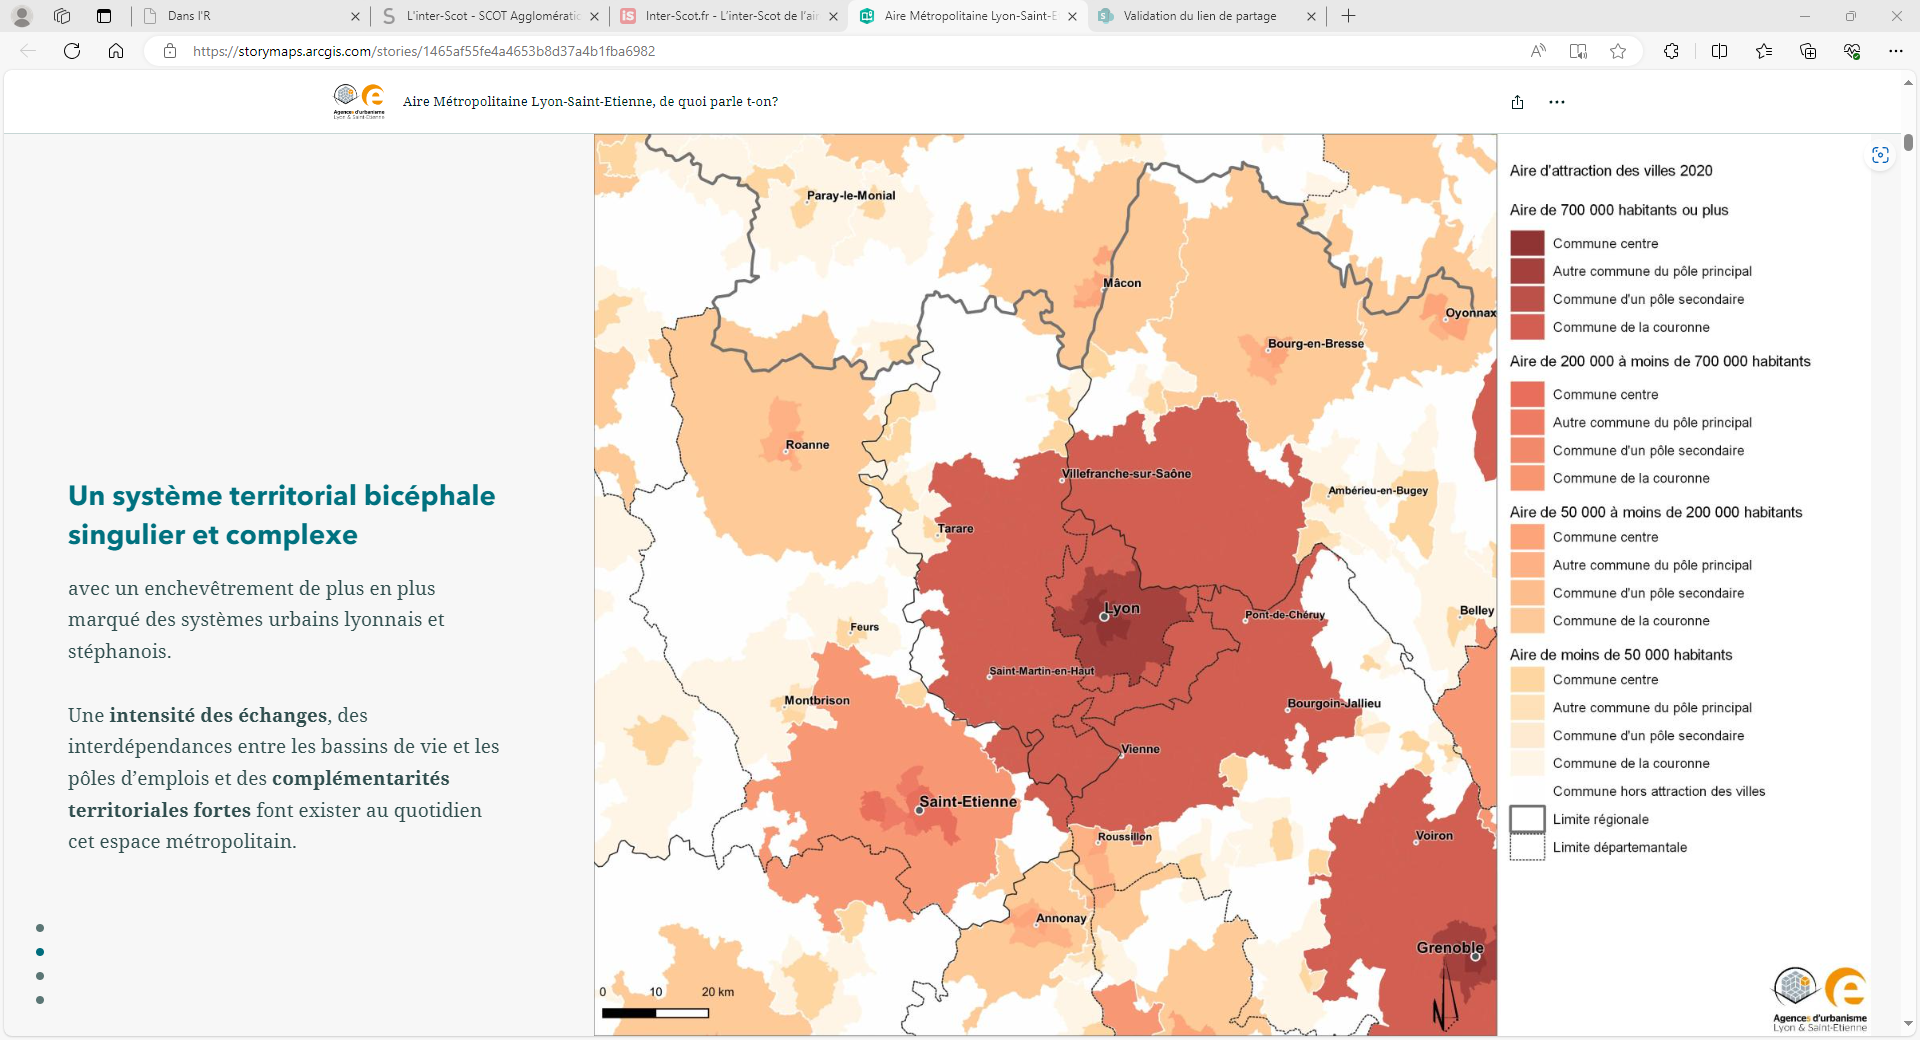 Dans l'R
L'inter-Scot - SCOT Agglomératio
Inter-Scot.fr - L'inter-Scot de l'air
Aire Métropolitaine Lyon-Saint-E
Validation du lien de partage
https://storymaps.arcgis.com/stories/1465af55fe4a4653b8d37a4b1fba6982
Agences d'urbanisme
Lyon & Saint-Etienne
Aire Métropolitaine Lyon-Saint-Etienne, de quoi parle t-on?
Un système territorial bicéphale
singulier et complexe
avec un enchevêtrement de plus en plus
marqué des systèmes urbains lyonnais et
stéphanois.
Une intensité des échanges, des
interdépendances entre les bassins de vie et les
pôles d'emplois et des complémentarités
territoriales fortes font exister au quotidien
cet espace métropolitain.
Paray-le-Monial
Mâcon
Oyonnax
Bourg-en-Bresse
Roanne
Villefranche-sur-Saône
Ambérieu-en-Bugey
Tarare
Lyon
Pont-de-Chéruy
Belley
Feurs
Saint-Martin-en-Haut
Montbrison
Bourgoin-Jallieu
Vienne
Saint-Etienne
Roussillon
Voiron
Annonay
Grenoble
0 10 20 km
N
Aire d'attraction des villes 2020
Aire de 700 000 habitants ou plus
Commune centre
Autre commune du pôle principal
Commune d'un pôle secondaire
Commune de la couronne
Aire de 200 000 à moins de 700 000 habitants
Commune centre
Autre commune du pôle principal
Commune d'un pôle secondaire
Commune de la couronne
Aire de 50 000 à moins de 200 000 habitants
Commune centre
Autre commune du pôle principal
Commune d'un pôle secondaire
Commune de la couronne
Aire de moins de 50 000 habitants
Commune centre
Autre commune du pôle principal
Commune d'un pôle secondaire
Commune de la couronne
Commune hors attraction des villes
Limite régionale
Limite départemantale
Agences d'urbanisme
Lyon & Saint-Etienne